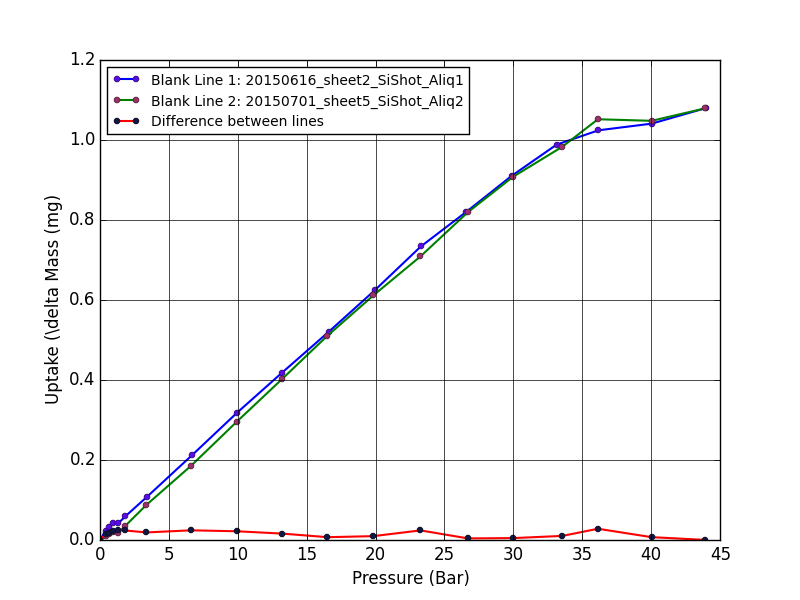 1.2
1.0
0.8
0.6
0.4
0.2
0.0
Uptake (\delta Mass (mg)
Blank Line 1: 20150616_sheet2_SiShot_Aliq1
Blank Line 2: 20150701_sheet5_SiShot_Aliq2
Difference between lines
0 5 10 15 20 25 30 35 40 45
Pressure (Bar)